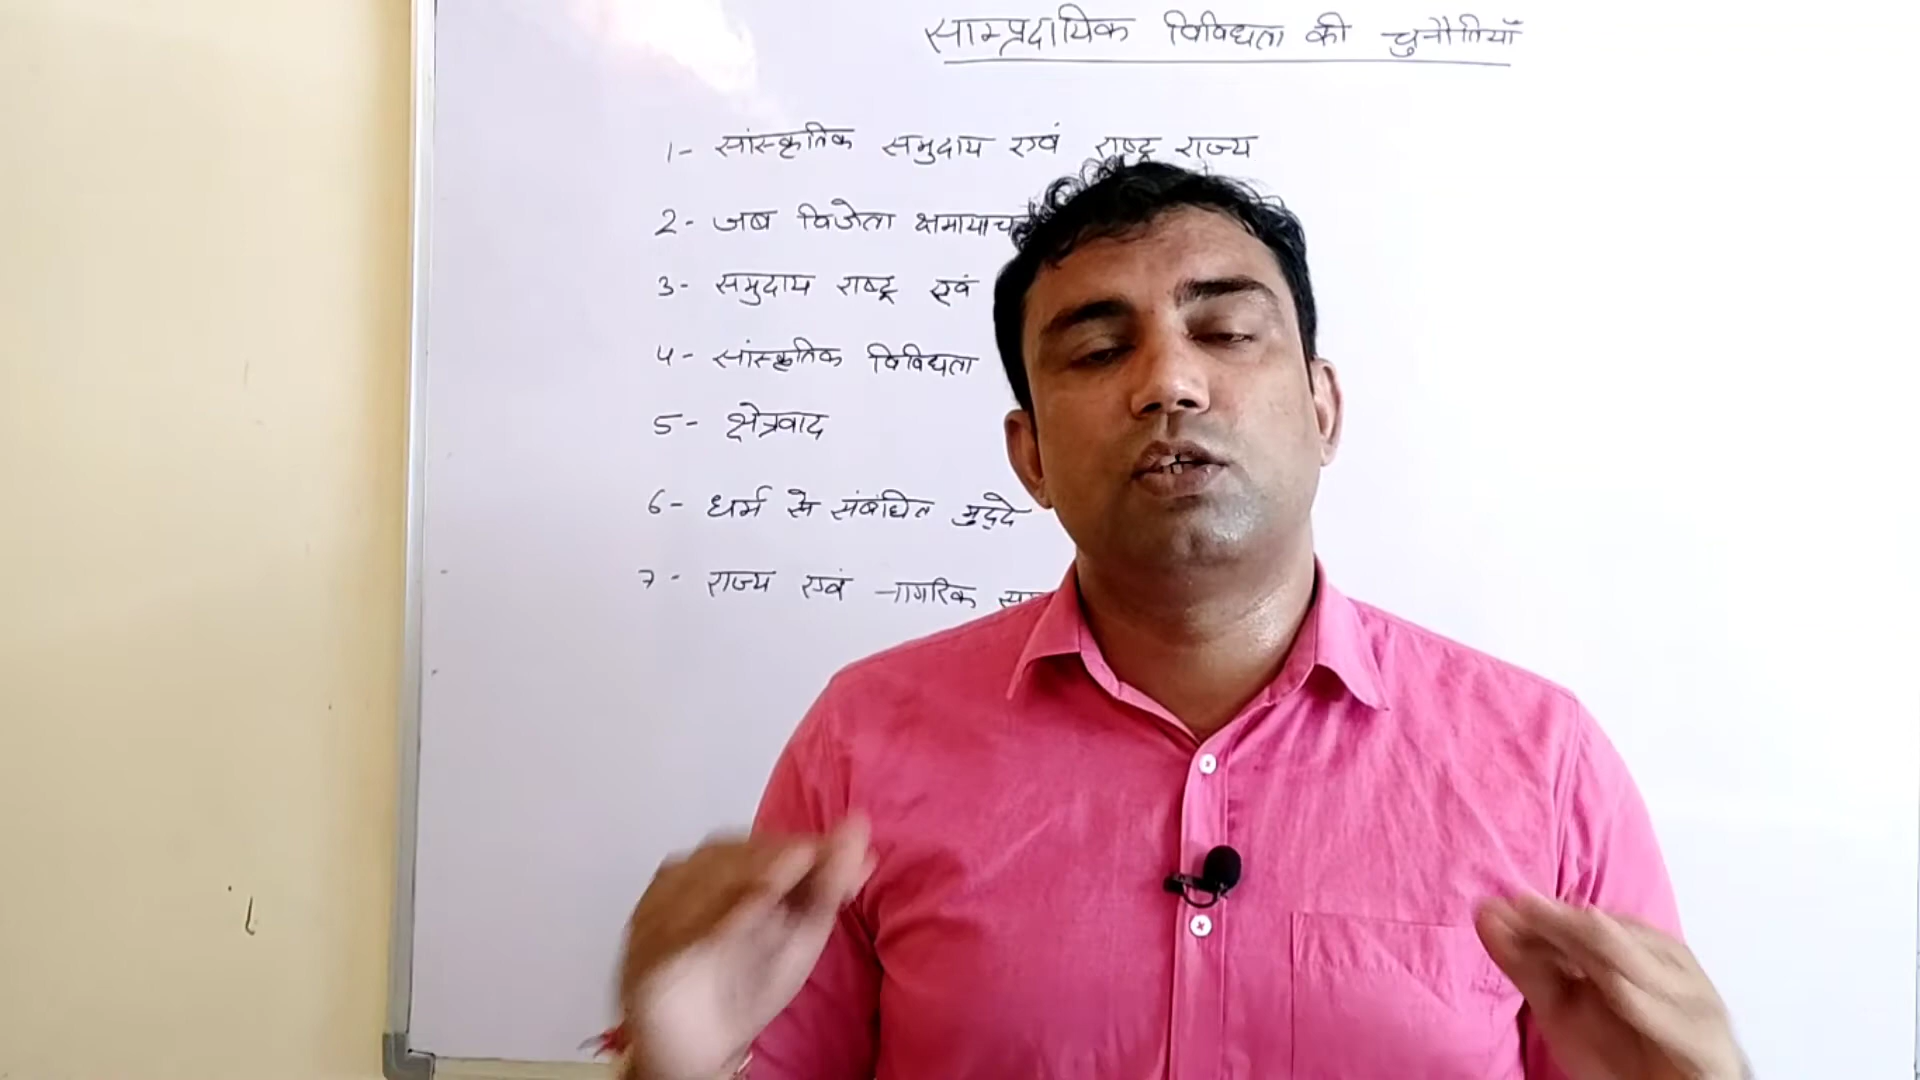 साम्प्रदायिक विविधता की चुनौतियाँ
1- सांस्कृतिक समुदाय एवं राष्ट्र राज्य
2- जब विजेता
3- समुदाय राष्ट्र एवं
4- सांस्कृतिक विविधता
5- क्षेत्रवाद
6- धर्म से संबंधित मुद्दे
7- राज्य एवं नागरिक